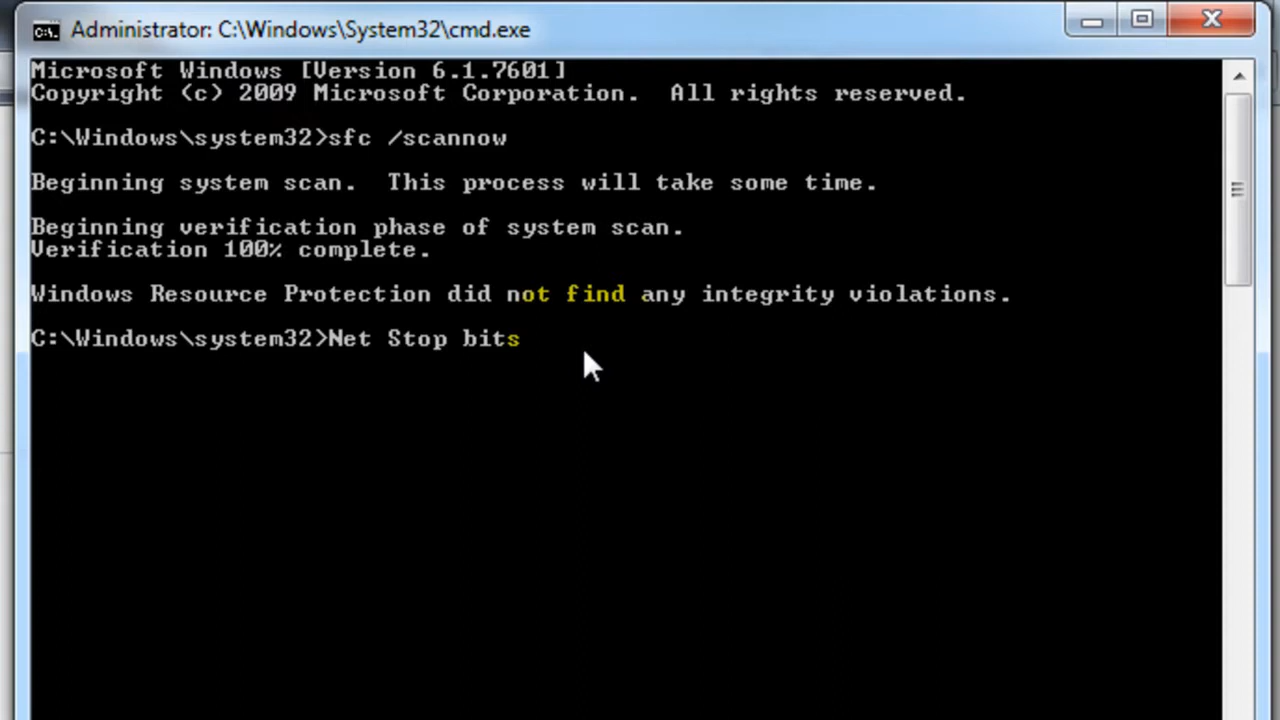 Administrator: C:\Windows\System32\cmd.exe
Microsoft Windows [Version 6.1.7601]
Copyright (c) 2009 Microsoft Corporation.  All rights reserved.
C:\Windows\system32>sfc /scannow
Beginning system scan.  This process will take some time.
Beginning verification phase of system scan.
Verification 100% complete.
Windows Resource Protection did not find any integrity violations.
C:\Windows\system32>Net Stop bits